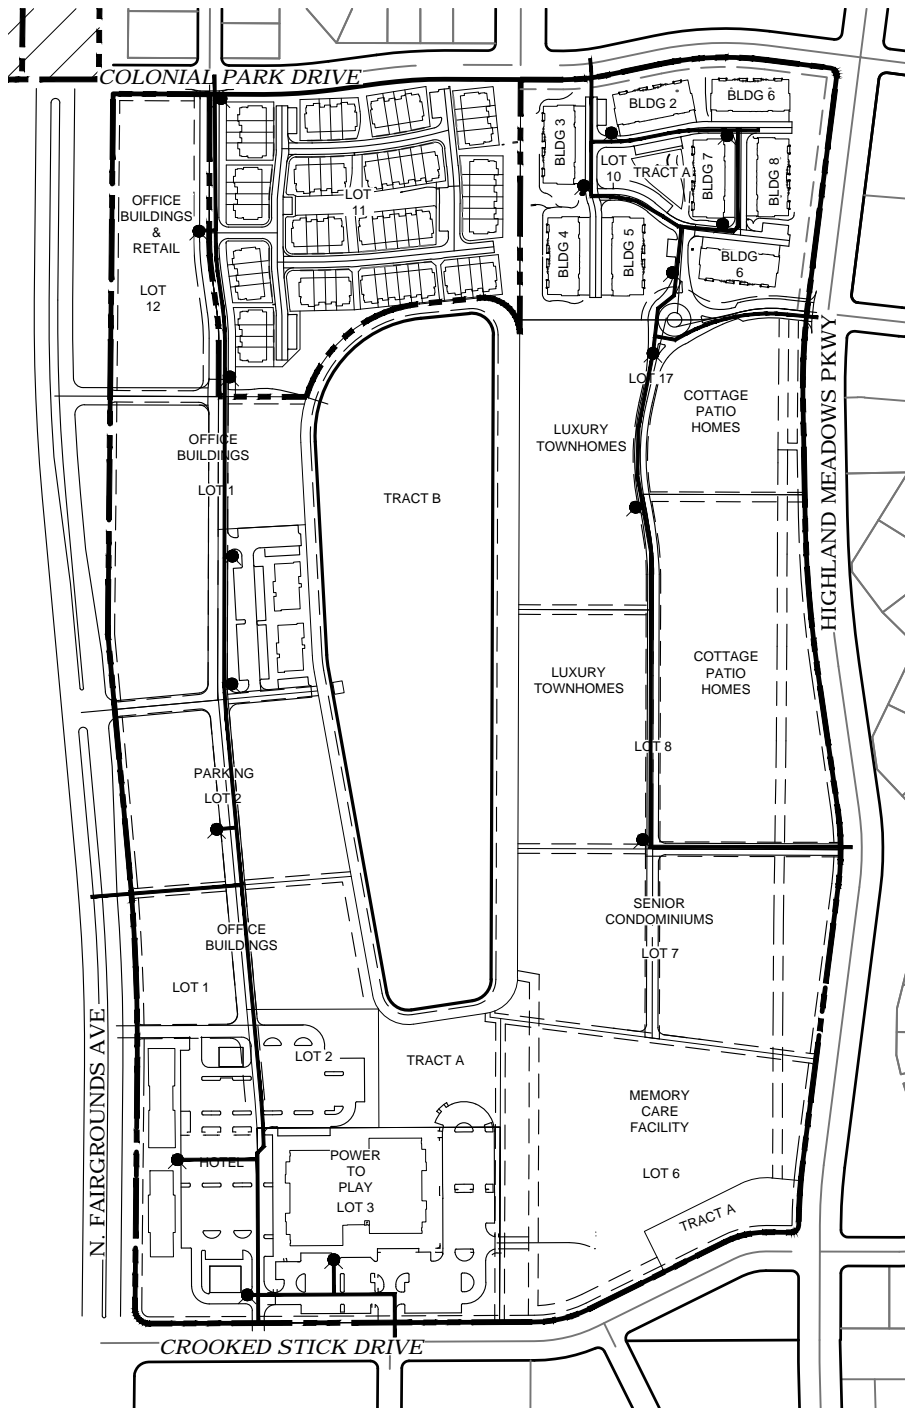 COLONIAL PARK DRIVE
BLDG 2
BLDG 6
BLDG 3
LOT
10
TRACT A
BLDG 7
BLDG 8
OFFICE
BUILDINGS
&
RETAIL
LOT
12
LOT
11
BLDG 4
BLDG 5
BLDG
6
HIGHLAND MEADOWS PKWY
LOT 17
COTTAGE
PATIO
HOMES
LUXURY
TOWNHOMES
OFFICE
BUILDINGS
LOT 1
TRACT B
LUXURY
TOWNHOMES
COTTAGE
PATIO
HOMES
LOT 8
PARKING
LOT 2
SENIOR
CONDOMINIUMS
LOT 7
OFFICE
BUILDINGS
LOT 1
N. FAIRGROUNDS AVE
LOT 2
TRACT A
MEMORY
CARE
FACILITY
LOT 6
HOTEL
POWER
TO
PLAY
LOT 3
TRACT A
CROOKED STICK DRIVE